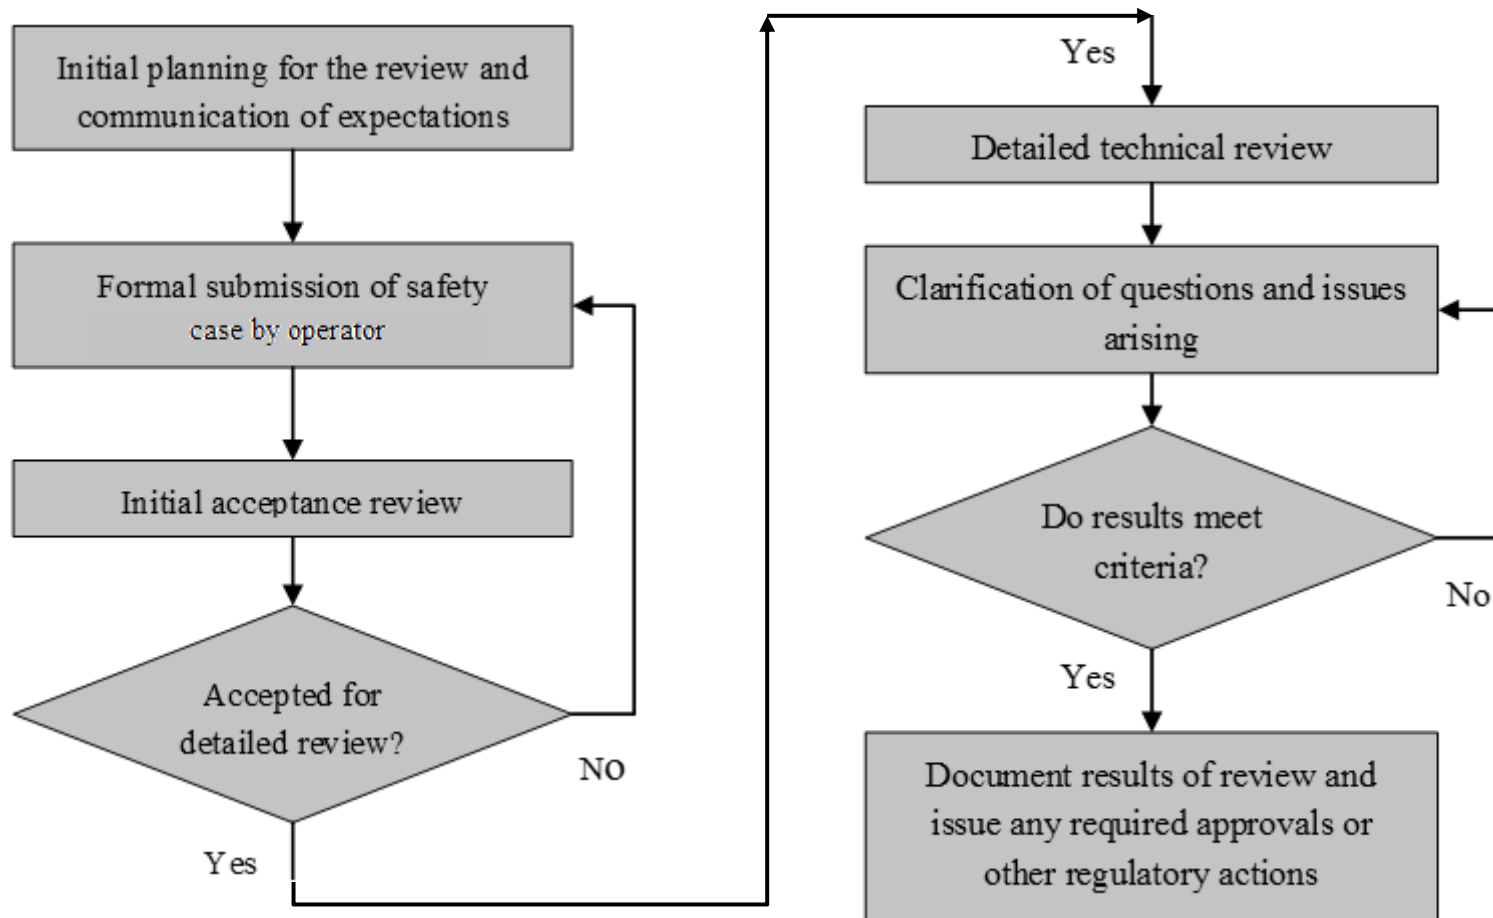 Initial planning for the review and
communication of expectations
Formal submission of safety
case by operator
Initial acceptance review
Accepted for
detailed review?
No
Yes
Yes
Detailed technical review
Clarification of questions and issues
arising
Do results meet
criteria?
No
Yes
Document results of review and
issue any required approvals or
other regulatory actions